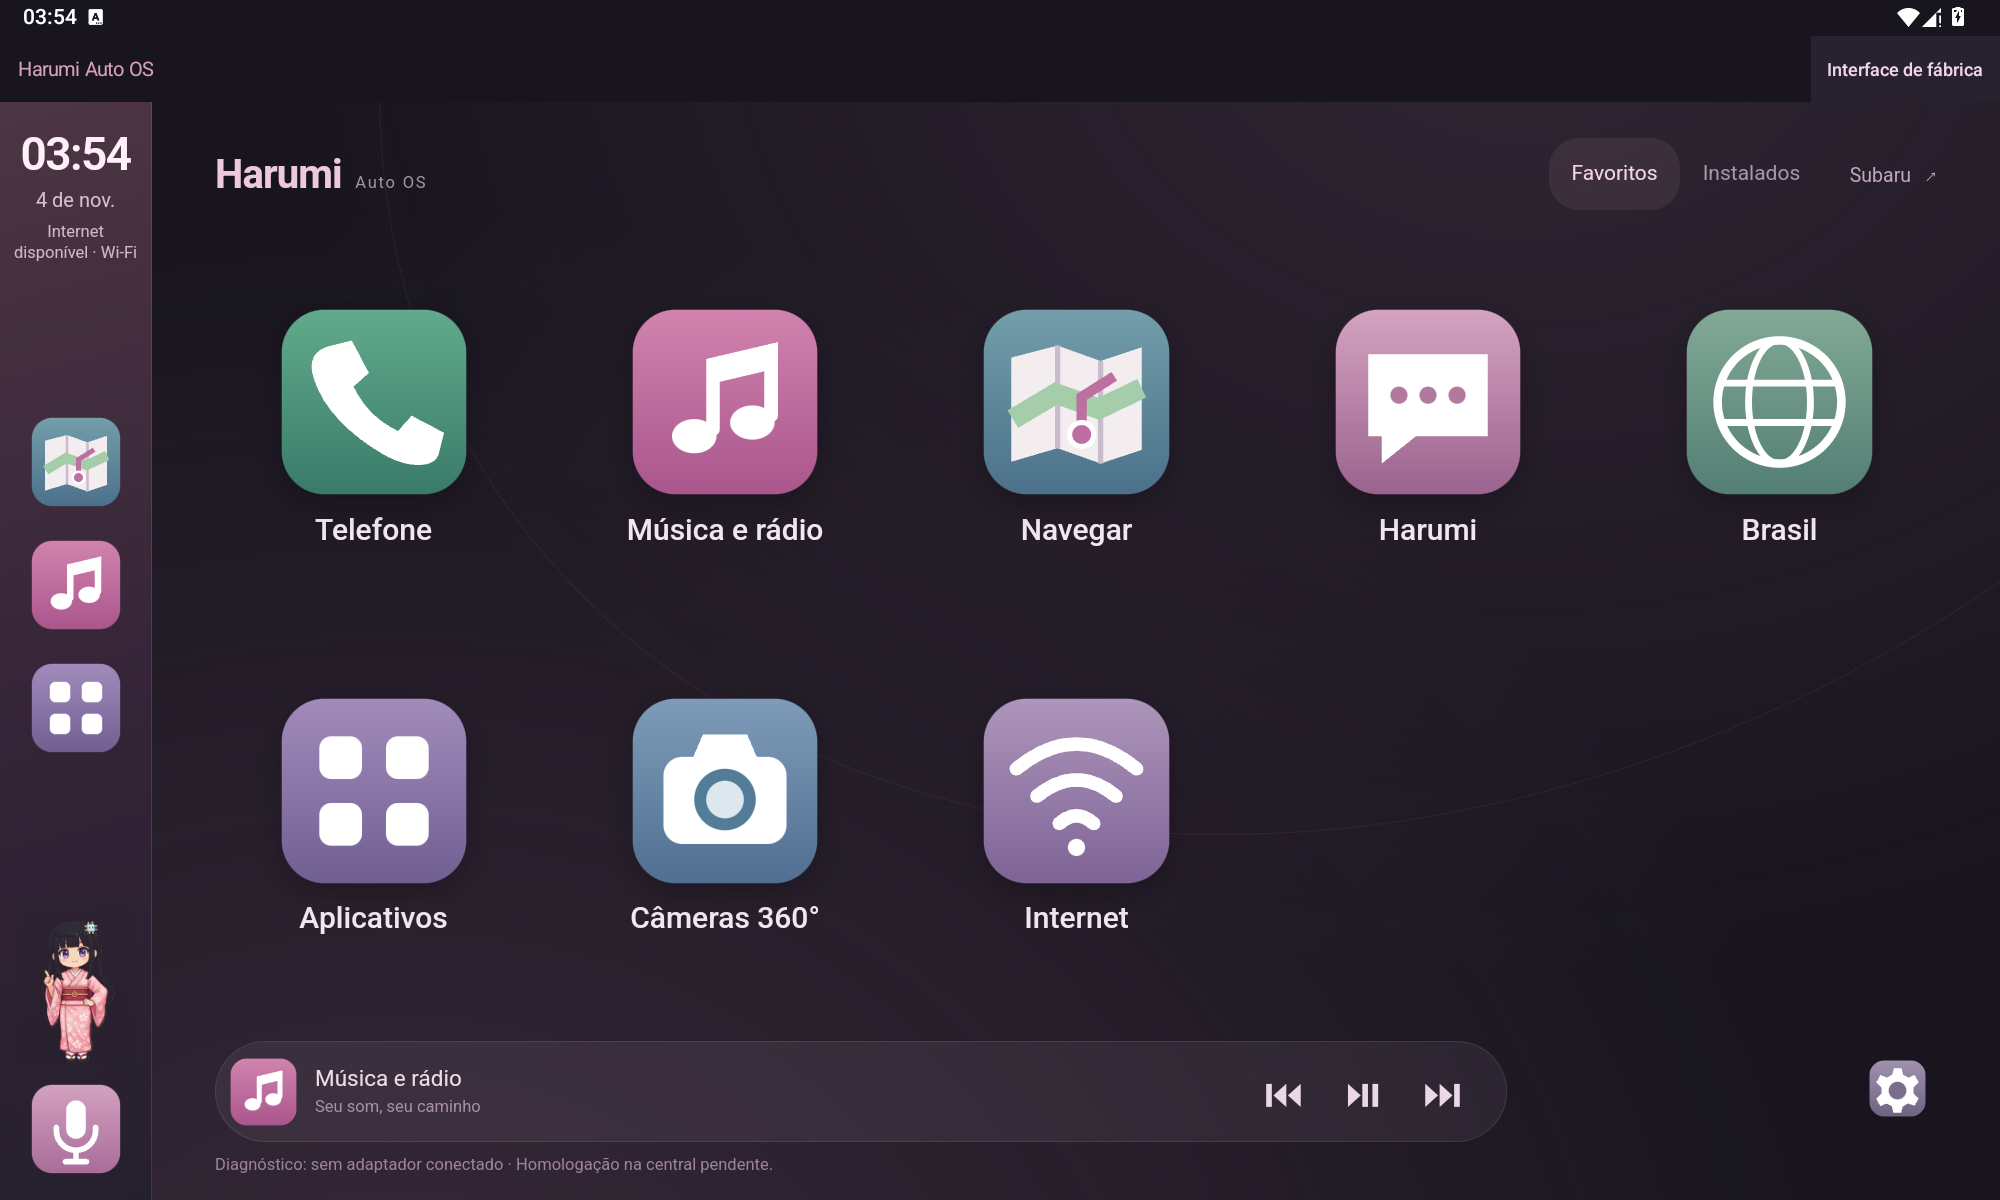 03:54
Harumi Auto OS
Interface de fábrica
03:54
4 de nov.
Internet
disponível · Wi-Fi
Harumi Auto OS
Favoritos
Instalados
Subaru ↗
Telefone
Música e rádio
Navegar
Harumi
Brasil
Aplicativos
Câmeras 360°
Internet
Música e rádio
Seu som, seu caminho
Diagnóstico: sem adaptador conectado · Homologação na central pendente.